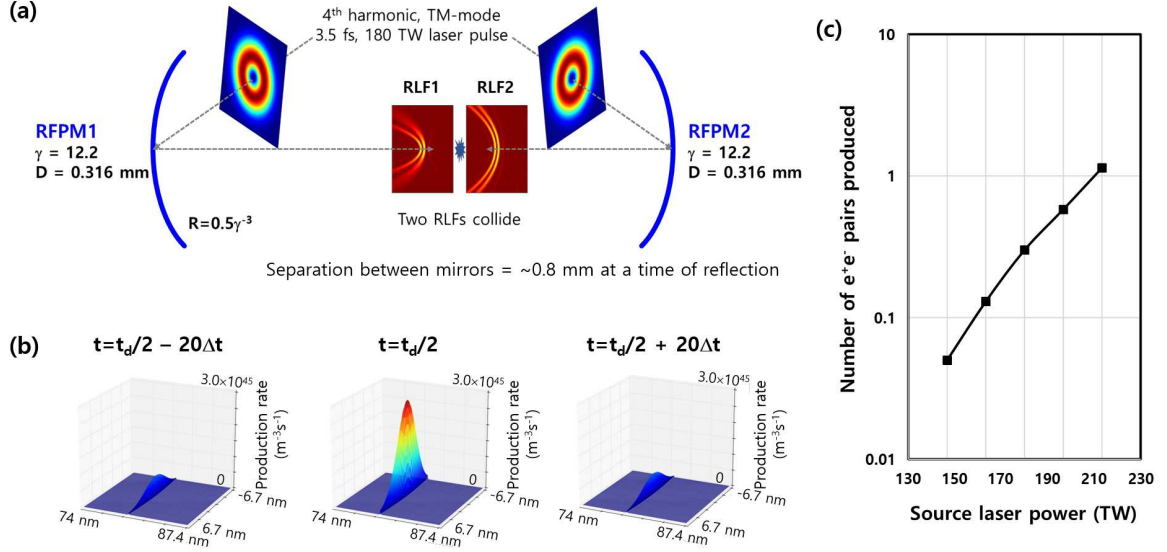 (a)
4th harmonic, TM-mode
3.5 fs, 180 TW laser pulse
RLF1
RLF2
RFPM1
γ = 12.2
D = 0.316 mm
RFPM2
γ = 12.2
D = 0.316 mm
R=0.5γ-3
Two RLFs collide
Separation between mirrors = ~0.8 mm at a time of reflection
(b)
t=td/2 − 20Δt
3.0×1045
Production rate
(m-3s-1)
0
-6.7 nm
6.7 nm
74 nm
87.4 nm
t=td/2
3.0×1045
Production rate
(m-3s-1)
0
-6.7 nm
6.7 nm
74 nm
87.4 nm
t=td/2 + 20Δt
3.0×1045
Production rate
(m-3s-1)
0
-6.7 nm
6.7 nm
74 nm
87.4 nm
(c)
Number of e+e- pairs produced
10
1
0.1
0.01
130 150 170 190 210 230
Source laser power (TW)